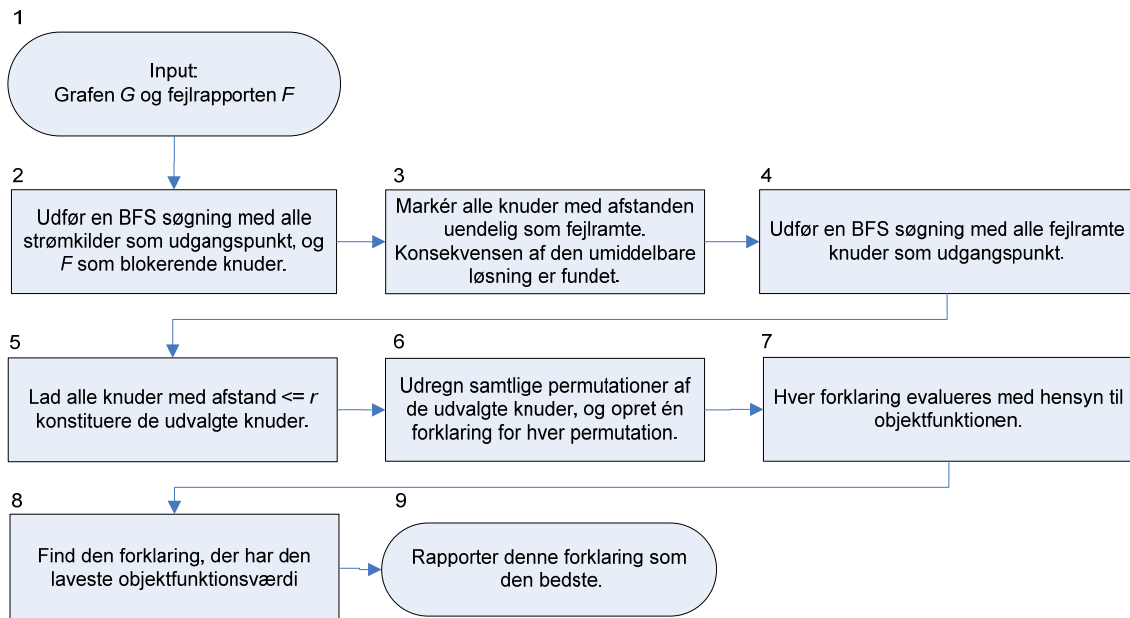 1
Input:
Grafen G og fejlrapporten F
2
Udfør en BFS søgning med alle
strømkilder som udgangspunkt, og
F som blokerende knuder.
3
Markér alle knuder med afstanden
uendelig som fejlramte.
Konsekvensen af den umiddelbare
løsning er fundet.
4
Udfør en BFS søgning med alle fejlramte
knuder som udgangspunkt.
5
Lad alle knuder med afstand <= r
konstituere de udvalgte knuder.
6
Udregn samtlige permutationer af
de udvalgte knuder, og opret én
forklaring for hver permutation.
7
Hver forklaring evalueres med hensyn til
objektfunktionen.
8
Find den forklaring, der har den
laveste objektfunktionsværdi
9
Rapporter denne forklaring som
den bedste.